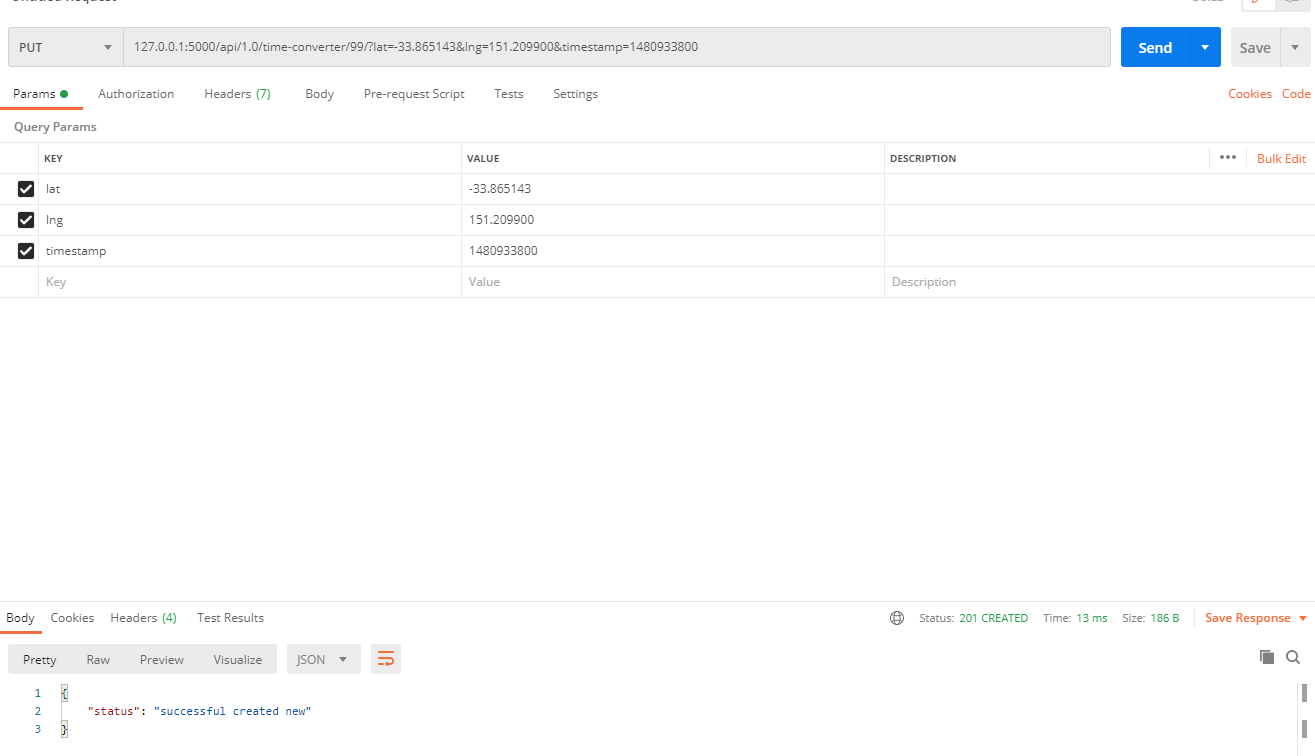 Untitled Request
PUT 127.0.0.1:5000/api/1.0/time-converter/99/?lat=-33.865143&lng=151.209900&timestamp=1480933800 Send Save
Params Authorization Headers (7) Body Pre-request Script Tests Settings Cookies Code
Query Params
KEY VALUE DESCRIPTION ••• Bulk Edit
lat -33.865143
lng 151.209900
timestamp 1480933800
Key Value Description
Body Cookies Headers (4) Test Results Status: 201 CREATED Time: 13 ms Size: 186 B Save Response
Pretty Raw Preview Visualize JSON
1 {
2 "status": "successful created new"
3 }